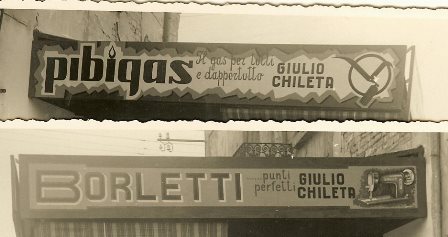 pibigas
Il gas per tutti
e dappertutto
GIULIO
CHILETA
BORLETTI
.....punti
perfetti
GIULIO
CHILETA